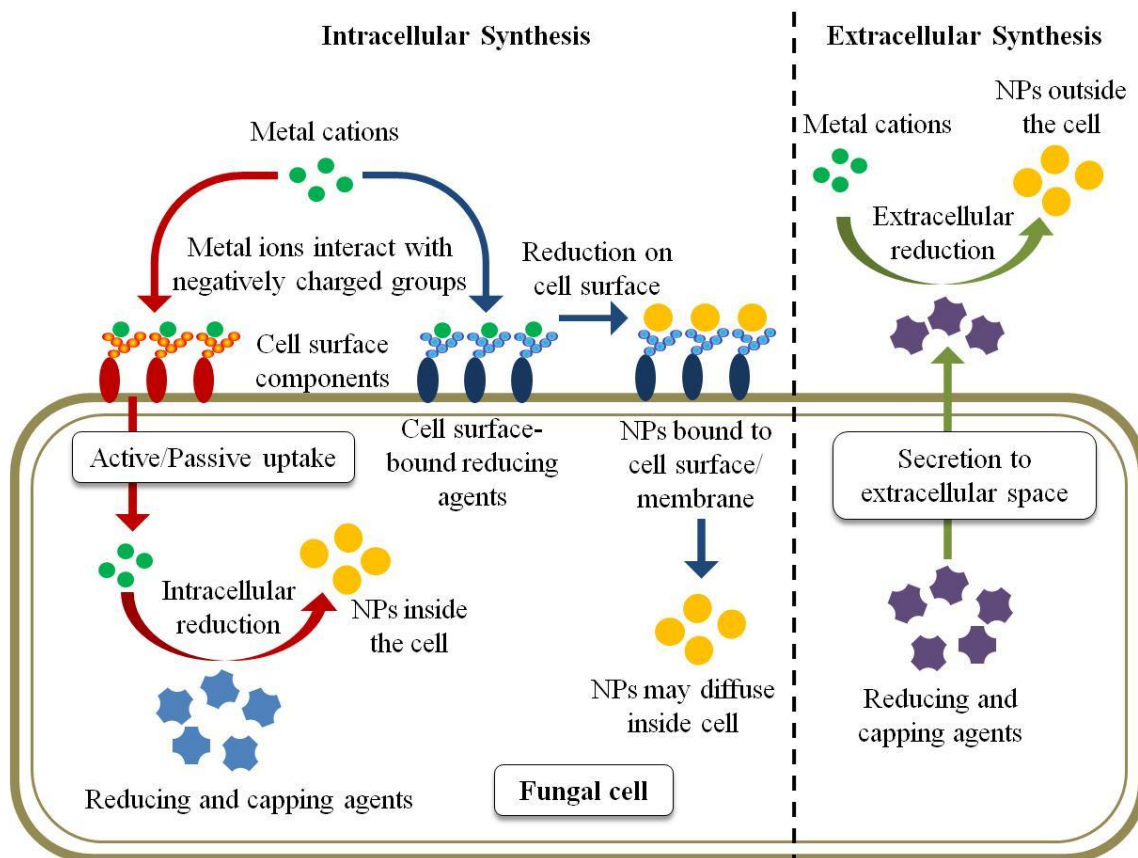 Intracellular Synthesis
Extracellular Synthesis
Metal cations
Metal ions interact with
negatively charged groups
Reduction on
cell surface
Cell surface
components
Active/Passive uptake
Cell surface-
bound reducing
agents
NPs bound to
cell surface/
membrane
Intracellular
reduction
NPs inside
the cell
NPs may diffuse
inside cell
Reducing and capping agents
Fungal cell
Metal cations
NPs outside
the cell
Extracellular
reduction
Secretion to
extracellular space
Reducing and
capping agents